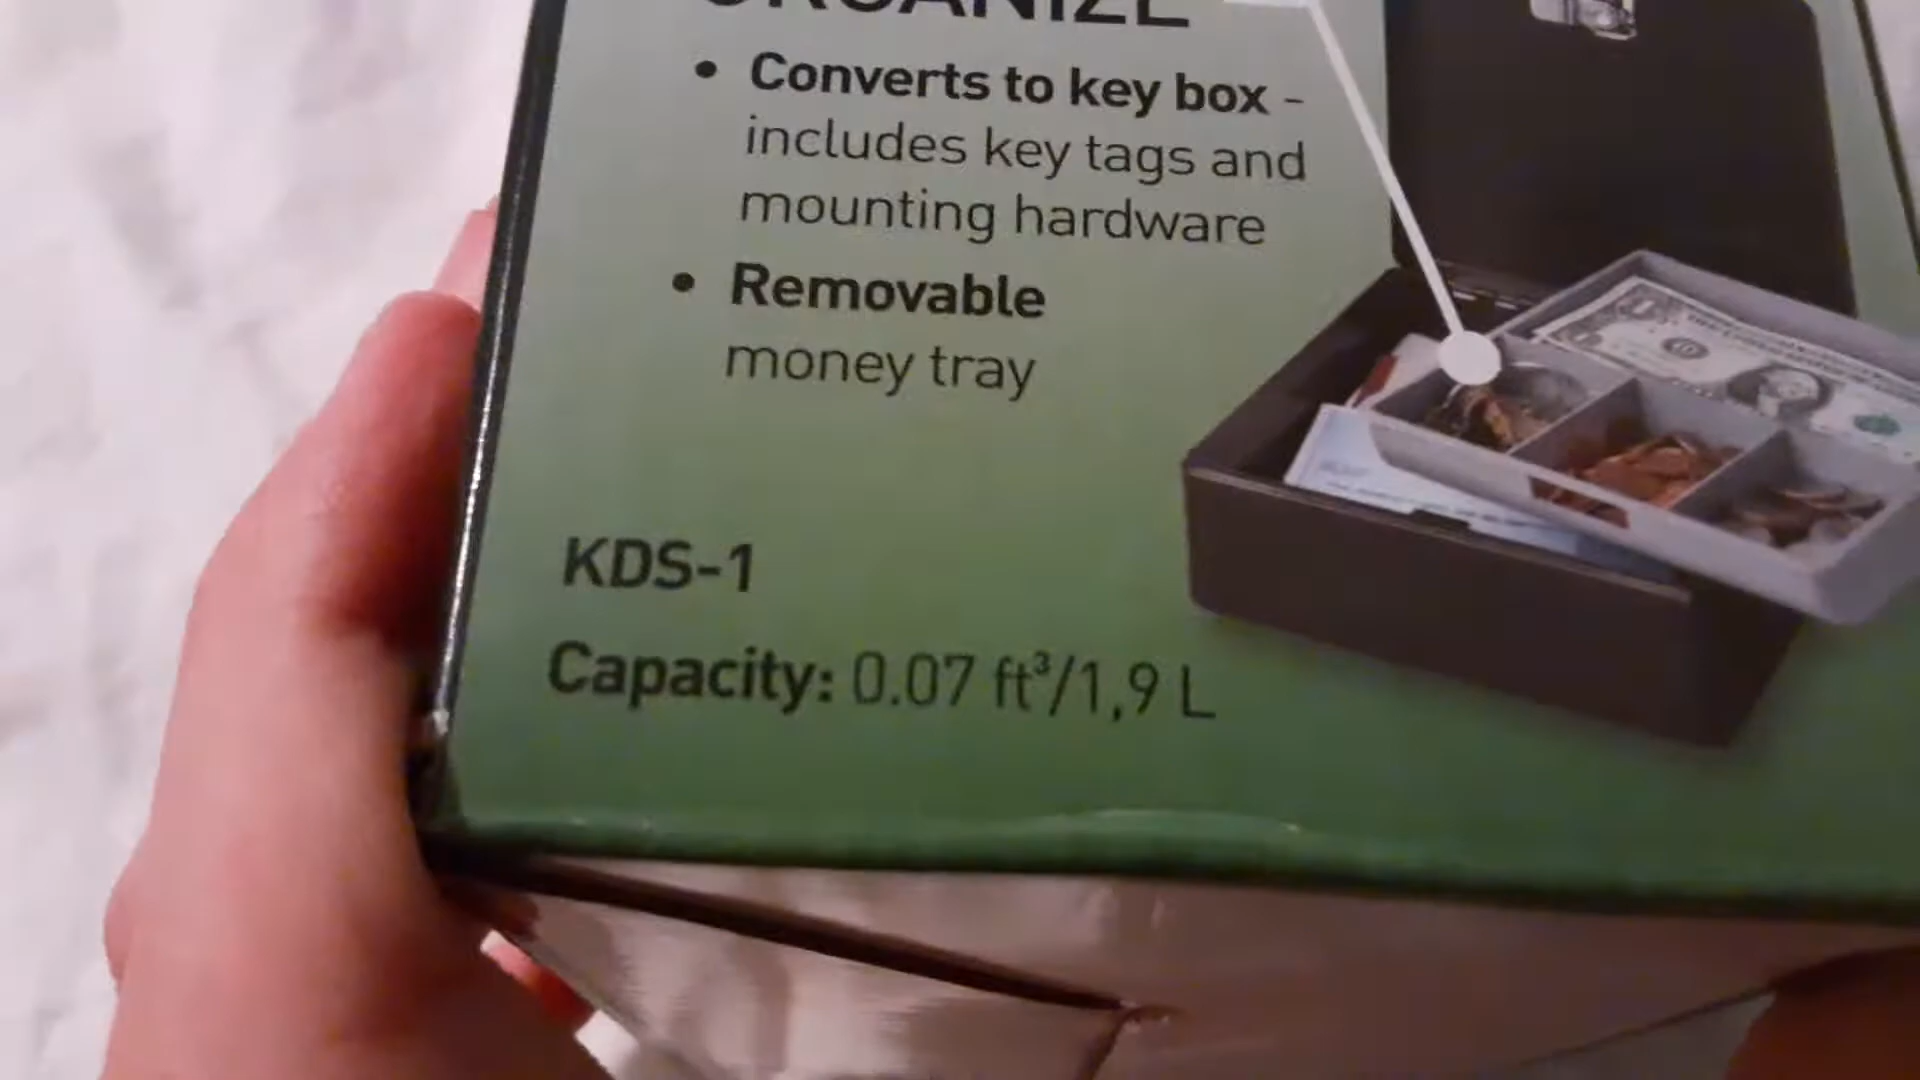 ORGANIZE
• Converts to key box -
includes key tags and
mounting hardware
• Removable
money tray
KDS-1
Capacity: 0.07 ft³/1,9 L